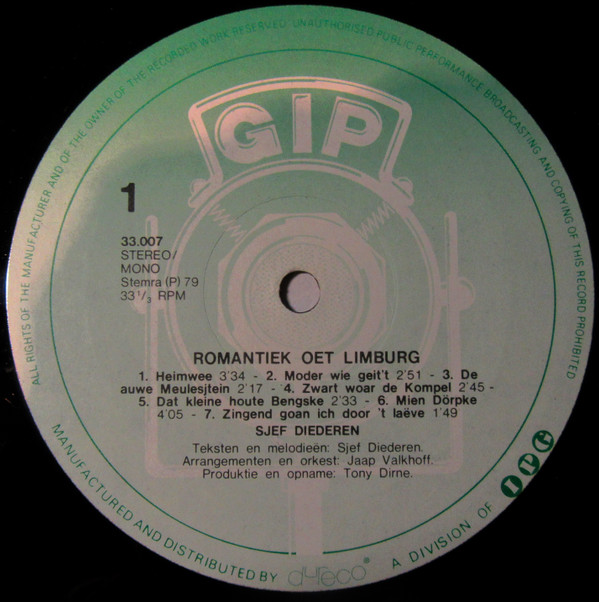 ALL RIGHTS OF THE MANUFACTURER AND OF THE OWNER OF THE RECORDED WORK RESERVED. UNAUTHORISED PUBLIC PERFORMANCE BROADCASTING AND COPYING OF THIS RECORD PROHIBITED
GIP
1
33.007
STEREO/
MONO
Stemra (P) 79
33 1/3 RPM
ROMANTIEK OET LIMBURG
1. Heimwee 3'34 - 2. Moder wie geit't 2'51 - 3. De
auwe Meulesjtein 2'17 - 4. Zwart woar de Kompel 2'45 -
5. Dat kleine houte Bengske 2'33 - 6. Mien Dörpke
4'05 - 7. Zingend goan ich door 't laëve 1'49
SJEF DIEDEREN
Teksten en melodieën: Sjef Diederen.
Arrangementen en orkest: Jaap Valkhoff.
Produktie en opname: Tony Dirne.
MANUFACTURED AND DISTRIBUTED BY dureco® A DIVISION OF